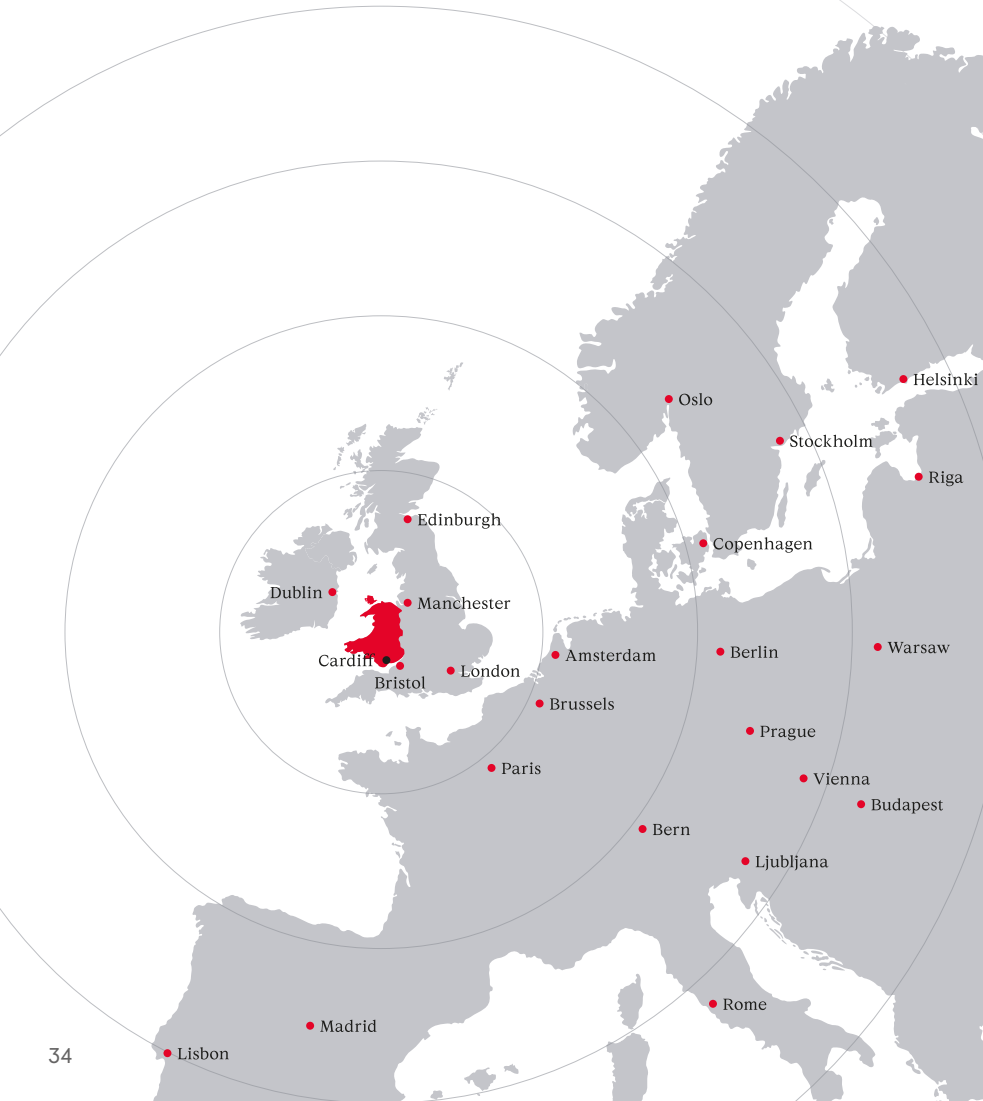 Helsinki
Oslo
Stockholm
Riga
Edinburgh
Copenhagen
Dublin
Manchester
Warsaw
Berlin
Amsterdam
Cardiff
London
Bristol
Brussels
Prague
Paris
Vienna
Budapest
Bern
Ljubljana
Rome
Madrid
Lisbon
34